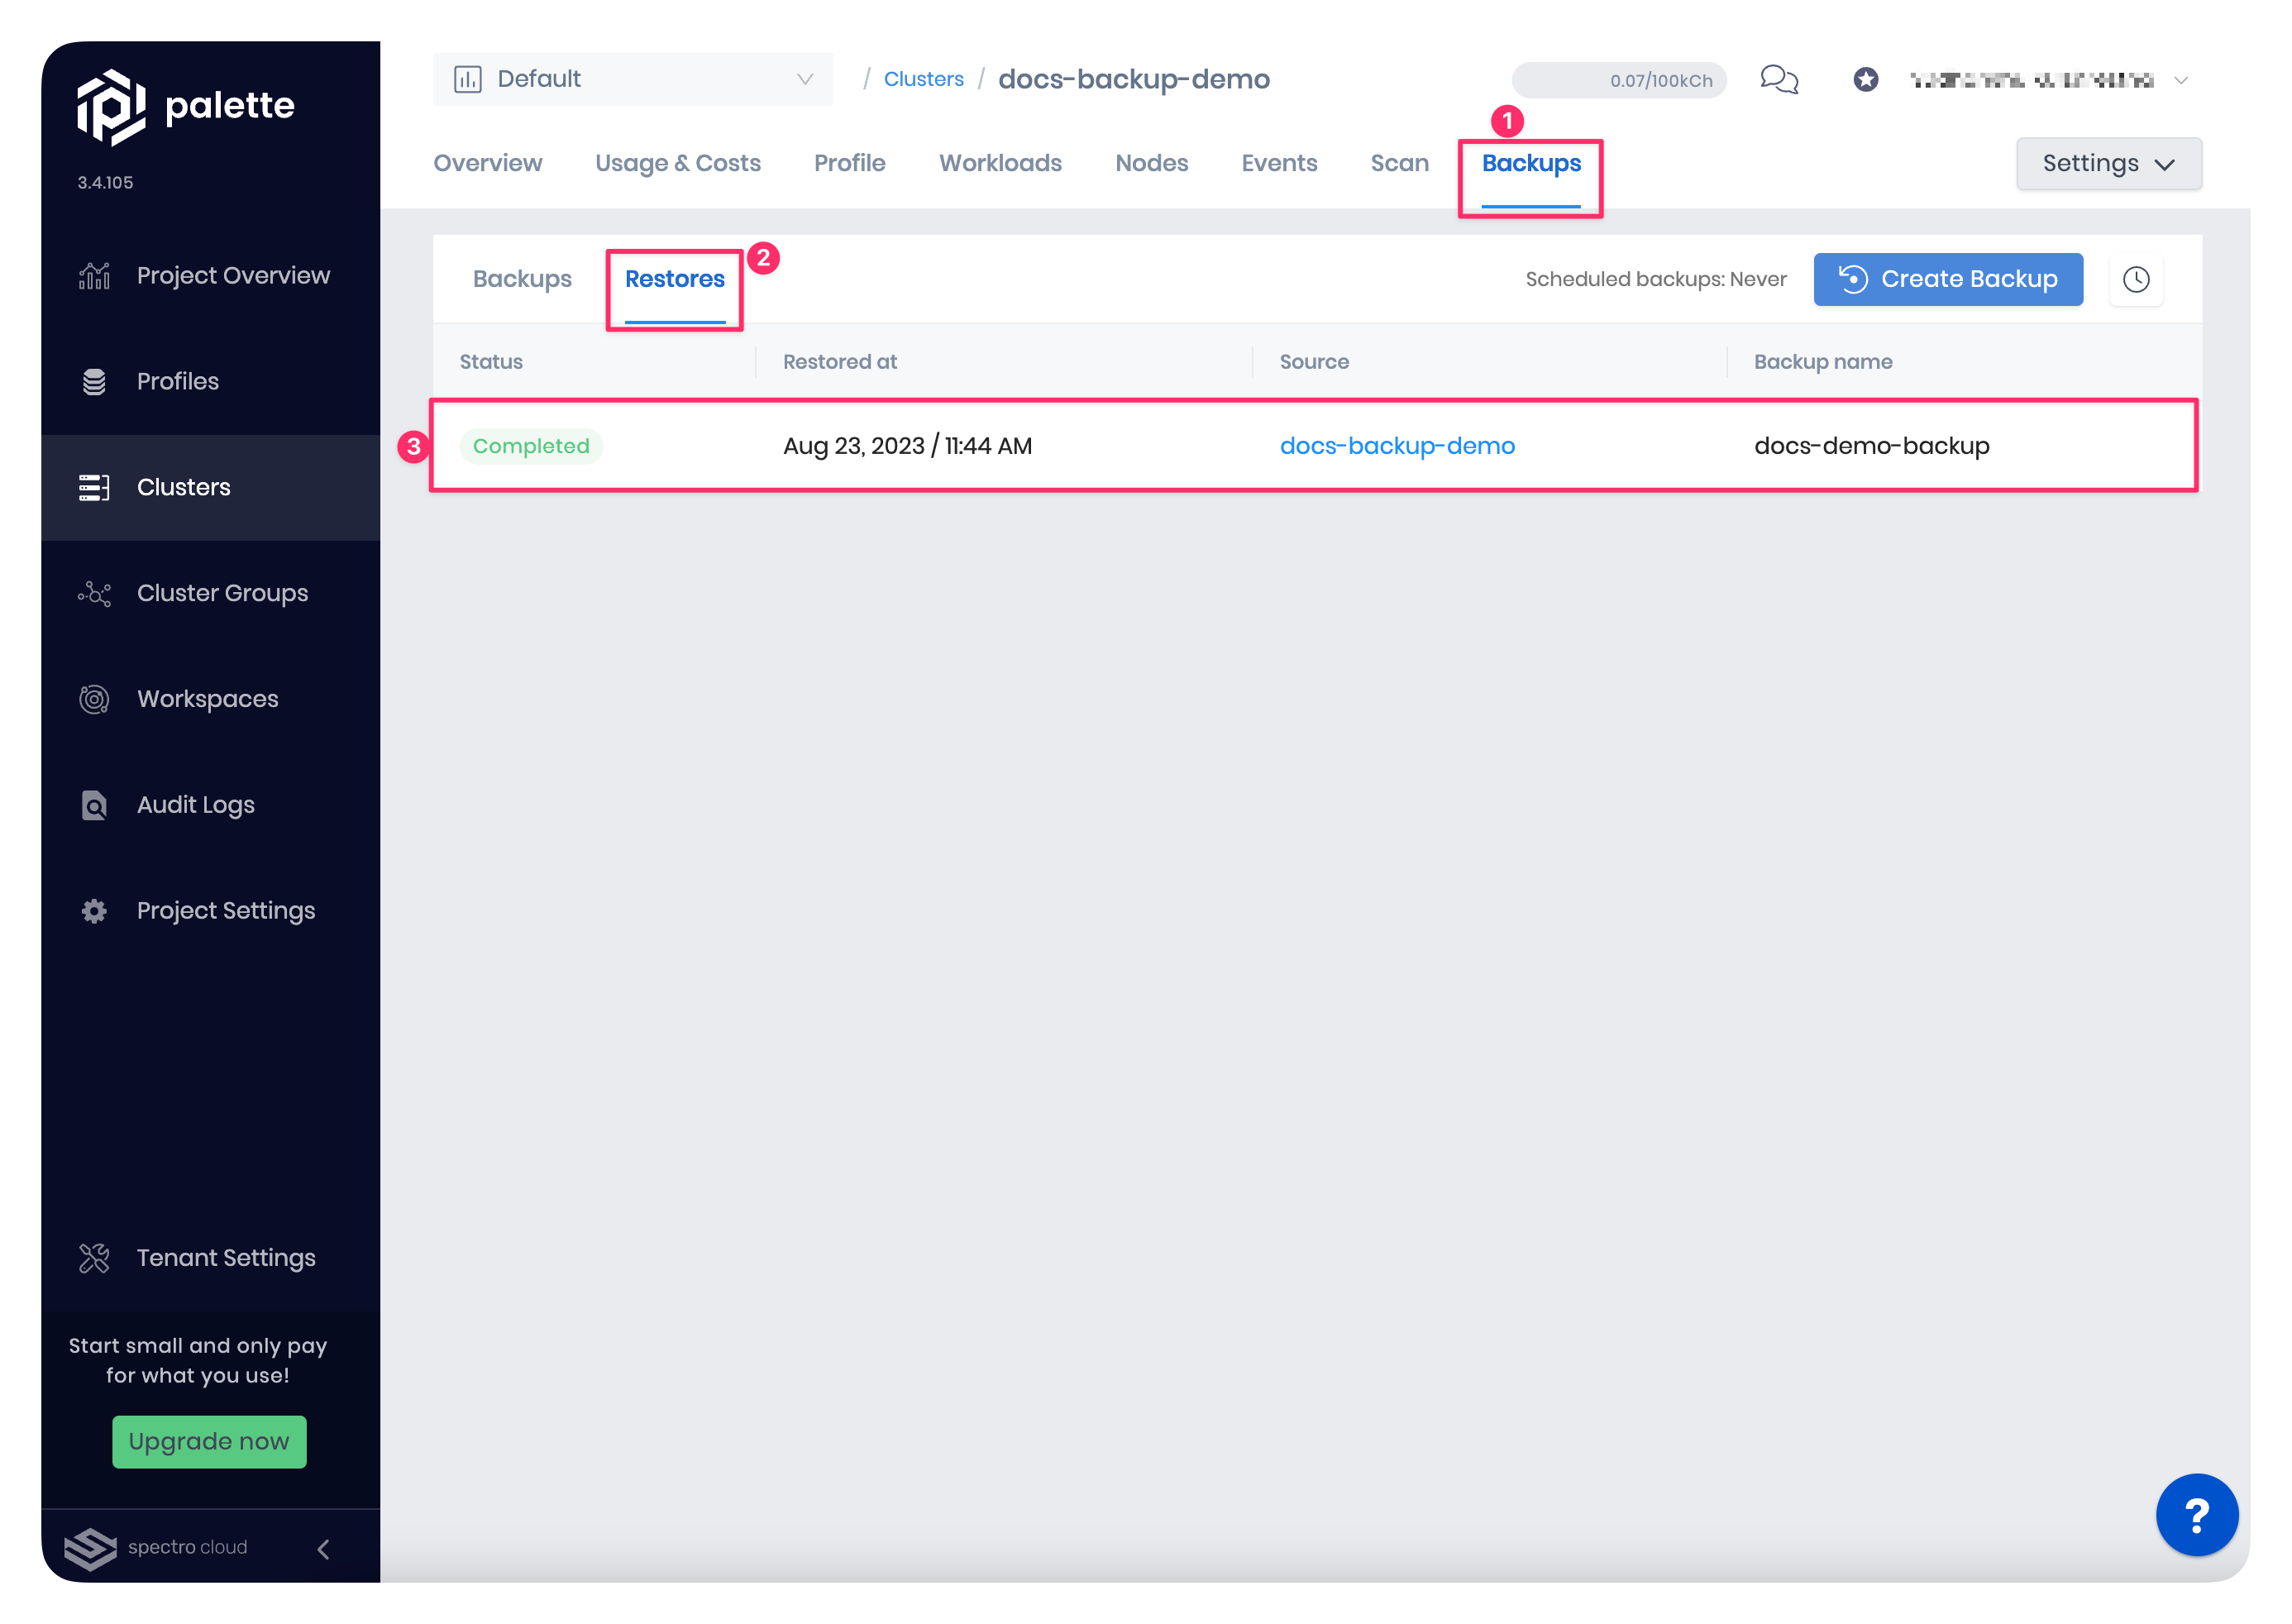 palette
3.4.105
Project Overview
Profiles
Clusters
Cluster Groups
Workspaces
Audit Logs
Project Settings
Tenant Settings
Start small and only pay
for what you use!
Upgrade now
spectro cloud
Default / Clusters / docs-backup-demo 0.07/100kCh
1
Overview Usage & Costs Profile Workloads Nodes Events Scan Backups Settings
2
Backups Restores Scheduled backups: Never Create Backup
Status Restored at Source Backup name
3 Completed Aug 23, 2023 / 11:44 AM docs-backup-demo docs-demo-backup
?